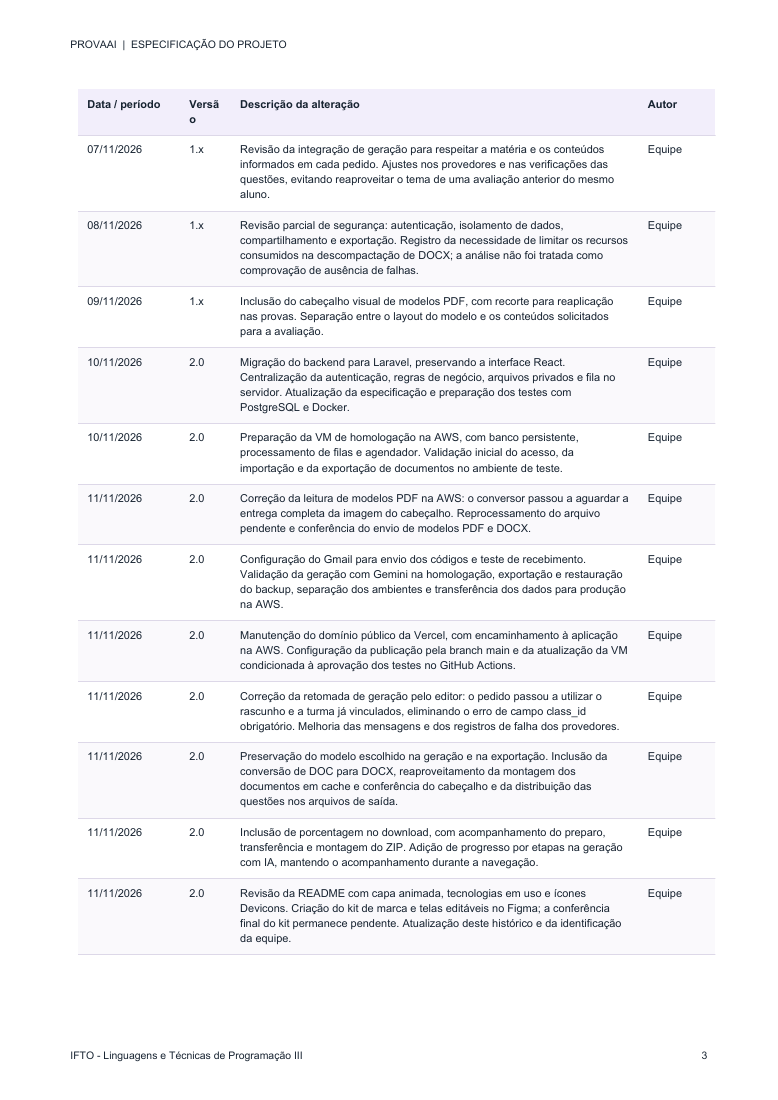 PROVAAI | ESPECIFICAÇÃO DO PROJETO
Data / período Versã Descrição da alteração Autor
o
07/11/2026 1.x Revisão da integração de geração para respeitar a matéria e os conteúdos Equipe
informados em cada pedido. Ajustes nos provedores e nas verificações das
questões, evitando reaproveitar o tema de uma avaliação anterior do mesmo
aluno.
08/11/2026 1.x Revisão parcial de segurança: autenticação, isolamento de dados, Equipe
compartilhamento e exportação. Registro da necessidade de limitar os recursos
consumidos na descompactação de DOCX; a análise não foi tratada como
comprovação de ausência de falhas.
09/11/2026 1.x Inclusão do cabeçalho visual de modelos PDF, com recorte para reaplicação Equipe
nas provas. Separação entre o layout do modelo e os conteúdos solicitados
para a avaliação.
10/11/2026 2.0 Migração do backend para Laravel, preservando a interface React. Equipe
Centralização da autenticação, regras de negócio, arquivos privados e fila no
servidor. Atualização da especificação e preparação dos testes com
PostgreSQL e Docker.
10/11/2026 2.0 Preparação da VM de homologação na AWS, com banco persistente, Equipe
processamento de filas e agendador. Validação inicial do acesso, da
importação e da exportação de documentos no ambiente de teste.
11/11/2026 2.0 Correção da leitura de modelos PDF na AWS: o conversor passou a aguardar a Equipe
entrega completa da imagem do cabeçalho. Reprocessamento do arquivo
pendente e conferência do envio de modelos PDF e DOCX.
11/11/2026 2.0 Configuração do Gmail para envio dos códigos e teste de recebimento. Equipe
Validação da geração com Gemini na homologação, exportação e restauração
do backup, separação dos ambientes e transferência dos dados para produção
na AWS.
11/11/2026 2.0 Manutenção do domínio público da Vercel, com encaminhamento à aplicação Equipe
na AWS. Configuração da publicação pela branch main e da atualização da VM
condicionada à aprovação dos testes no GitHub Actions.
11/11/2026 2.0 Correção da retomada de geração pelo editor: o pedido passou a utilizar o Equipe
rascunho e a turma já vinculados, eliminando o erro de campo class_id
obrigatório. Melhoria das mensagens e dos registros de falha dos provedores.
11/11/2026 2.0 Preservação do modelo escolhido na geração e na exportação. Inclusão da Equipe
conversão de DOC para DOCX, reaproveitamento da montagem dos
documentos em cache e conferência do cabeçalho e da distribuição das
questões nos arquivos de saída.
11/11/2026 2.0 Inclusão de porcentagem no download, com acompanhamento do preparo, Equipe
transferência e montagem do ZIP. Adição de progresso por etapas na geração
com IA, mantendo o acompanhamento durante a navegação.
11/11/2026 2.0 Revisão da README com capa animada, tecnologias em uso e ícones Equipe
Devicons. Criação do kit de marca e telas editáveis no Figma; a conferência
final do kit permanece pendente. Atualização deste histórico e da identificação
da equipe.
IFTO - Linguagens e Técnicas de Programação III 3